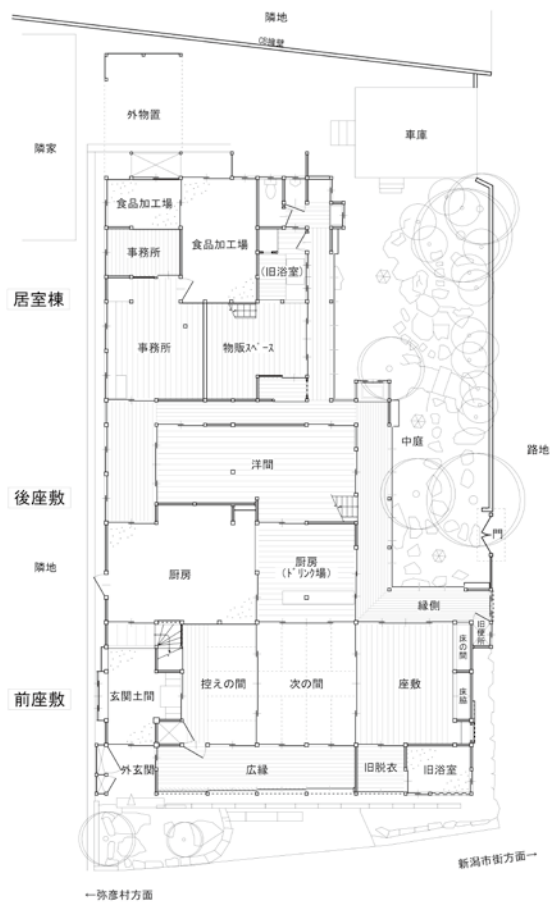 隣地
CB擁壁
隣家
外物置
車庫
食品加工場
食品加工場
事務所
(旧浴室)
居室棟
事務所
物販スペース
中庭
路地
洋間
後座敷
門
隣地
厨房
厨房
(ドリンク場)
縁側
旧便所
床の間
控えの間
次の間
座敷
床脇
前座敷
玄関土間
外玄関
広縁
旧脱衣
旧浴室
新潟市街方面→
←弥彦村方面